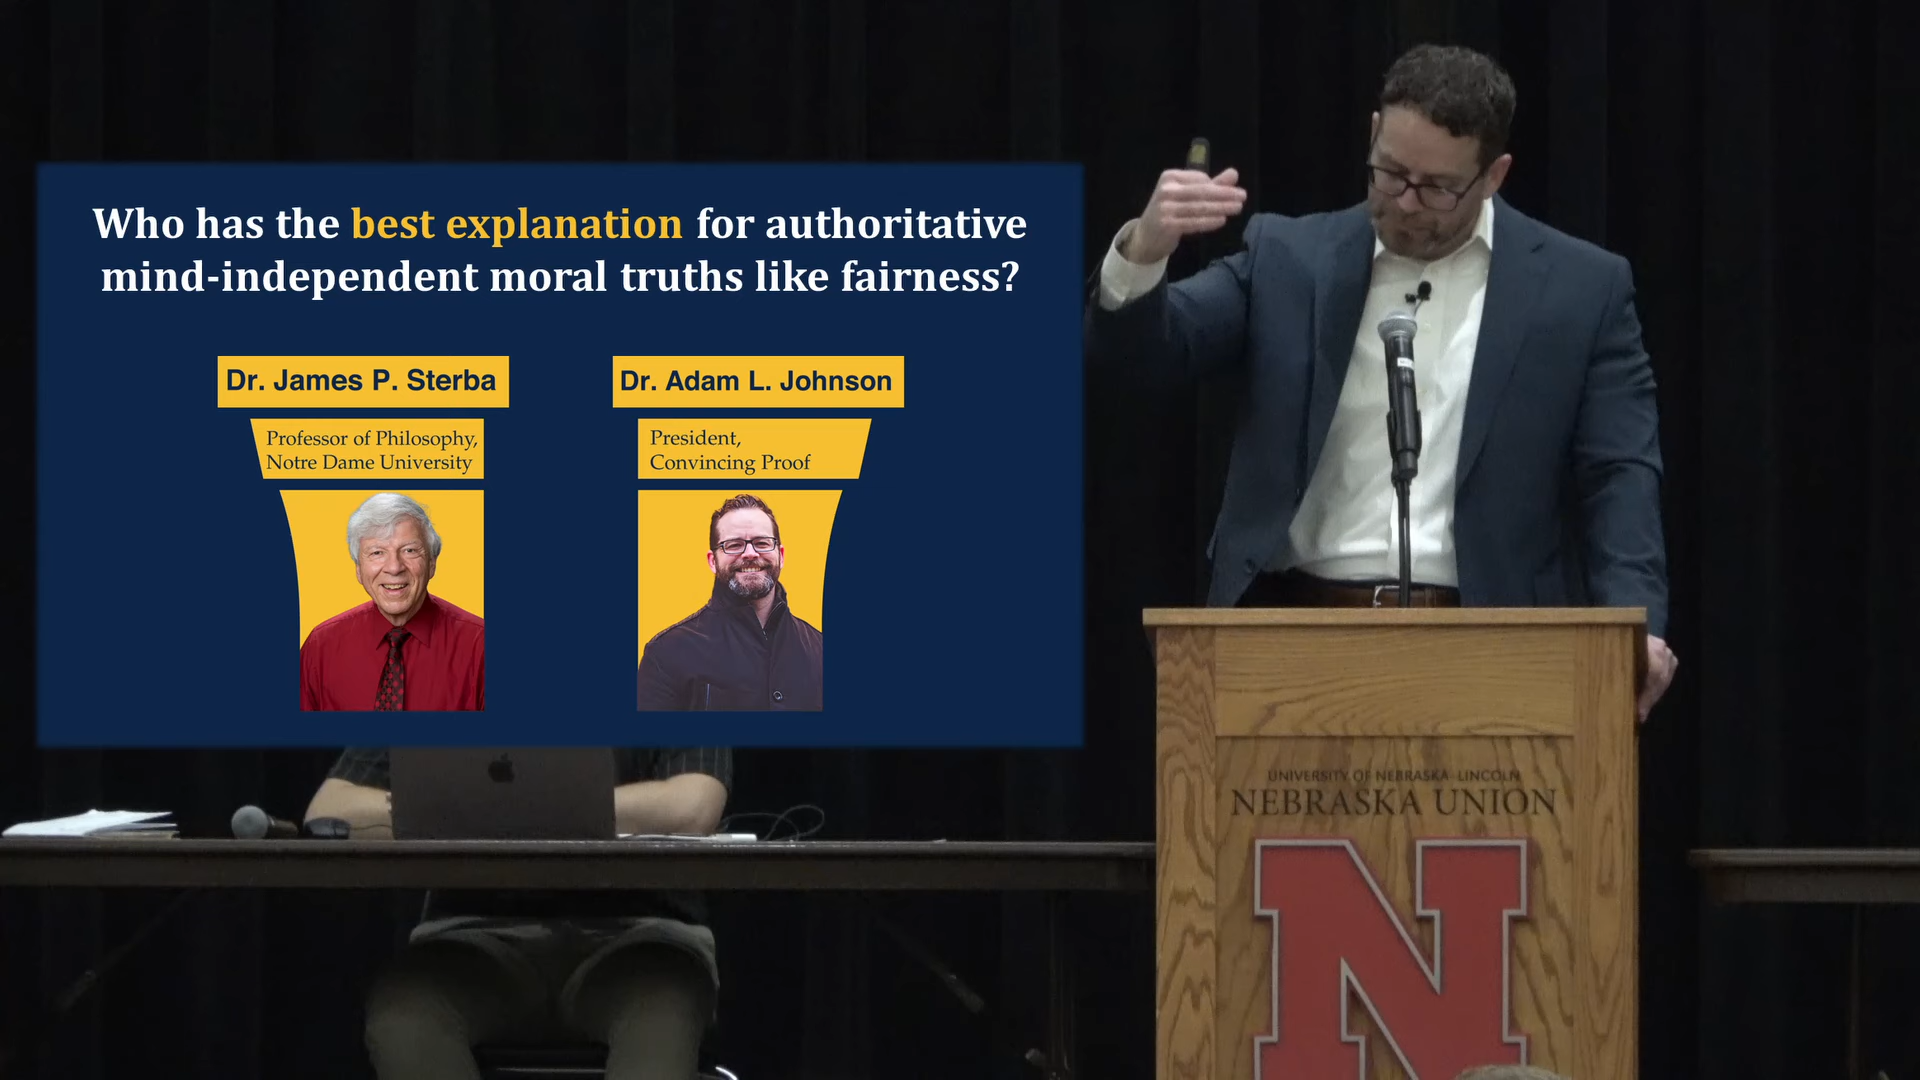 Who has the best explanation for authoritative
mind-independent moral truths like fairness?
Dr. James P. Sterba
Professor of Philosophy,
Notre Dame University
Dr. Adam L. Johnson
President,
Convincing Proof
UNIVERSITY OF NEBRASKA-LINCOLN
NEBRASKA UNION
N